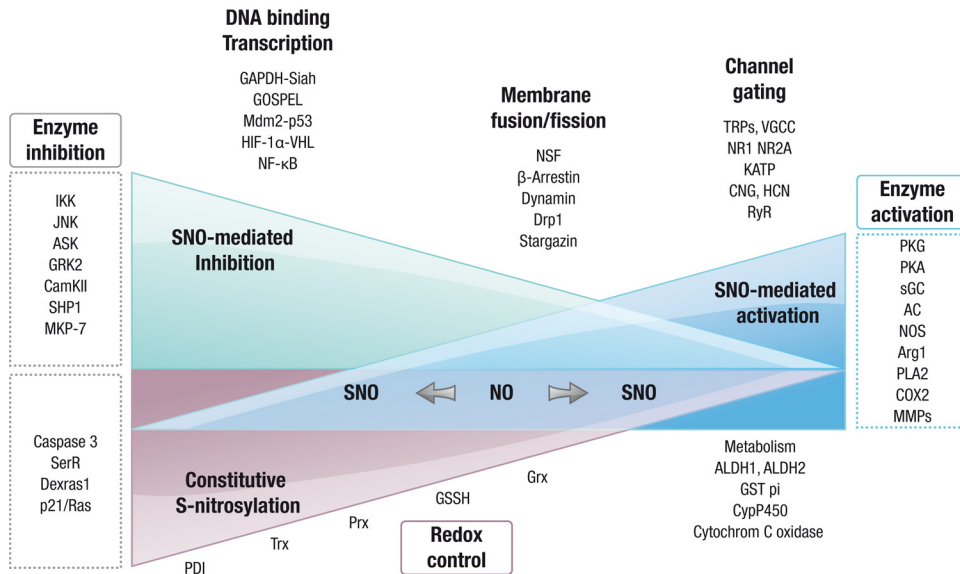 DNA binding
Transcription
GAPDH-Siah
GOSPEL
Mdm2-p53
HIF-1α-VHL
NF-κB
Membrane
fusion/fission
NSF
β-Arrestin
Dynamin
Drp1
Stargazin
Channel
gating
TRPs, VGCC
NR1 NR2A
KATP
CNG, HCN
RyR
Enzyme
inhibition
IKK
JNK
ASK
GRK2
CamKII
SHP1
MKP-7
Caspase 3
SerR
Dexras1
p21/Ras
SNO-mediated
Inhibition
SNO-mediated
activation
SNO
NO
SNO
Constitutive
S-nitrosylation
PDI
Trx
Prx
GSSH
Grx
Redox
control
Enzyme
activation
PKG
PKA
sGC
AC
NOS
Arg1
PLA2
COX2
MMPs
Metabolism
ALDH1, ALDH2
GST pi
CypP450
Cytochrom C oxidase